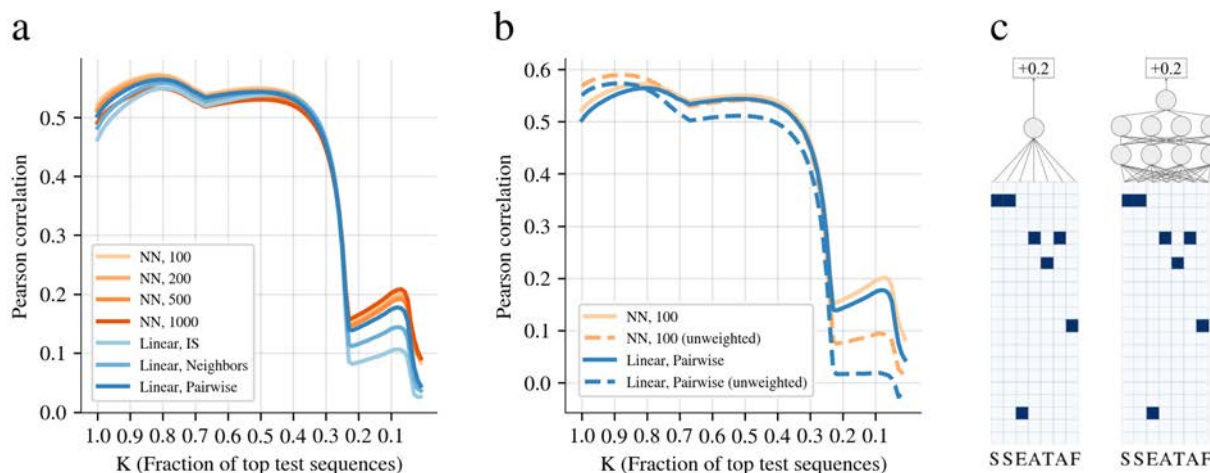 a
0.5
0.4
0.3
0.2
0.1
0.0
Pearson correlation
NN, 100
NN, 200
NN, 500
NN, 1000
Linear, IS
Linear, Neighbors
Linear, Pairwise
1.0 0.9 0.8 0.7 0.6 0.5 0.4 0.3 0.2 0.1
K (Fraction of top test sequences)
b
0.6
0.5
0.4
0.3
0.2
0.1
0.0
Pearson correlation
NN, 100
NN, 100 (unweighted)
Linear, Pairwise
Linear, Pairwise (unweighted)
1.0 0.9 0.8 0.7 0.6 0.5 0.4 0.3 0.2 0.1
K (Fraction of top test sequences)
c
+0.2
+0.2
SSEATAF
SSEATAF